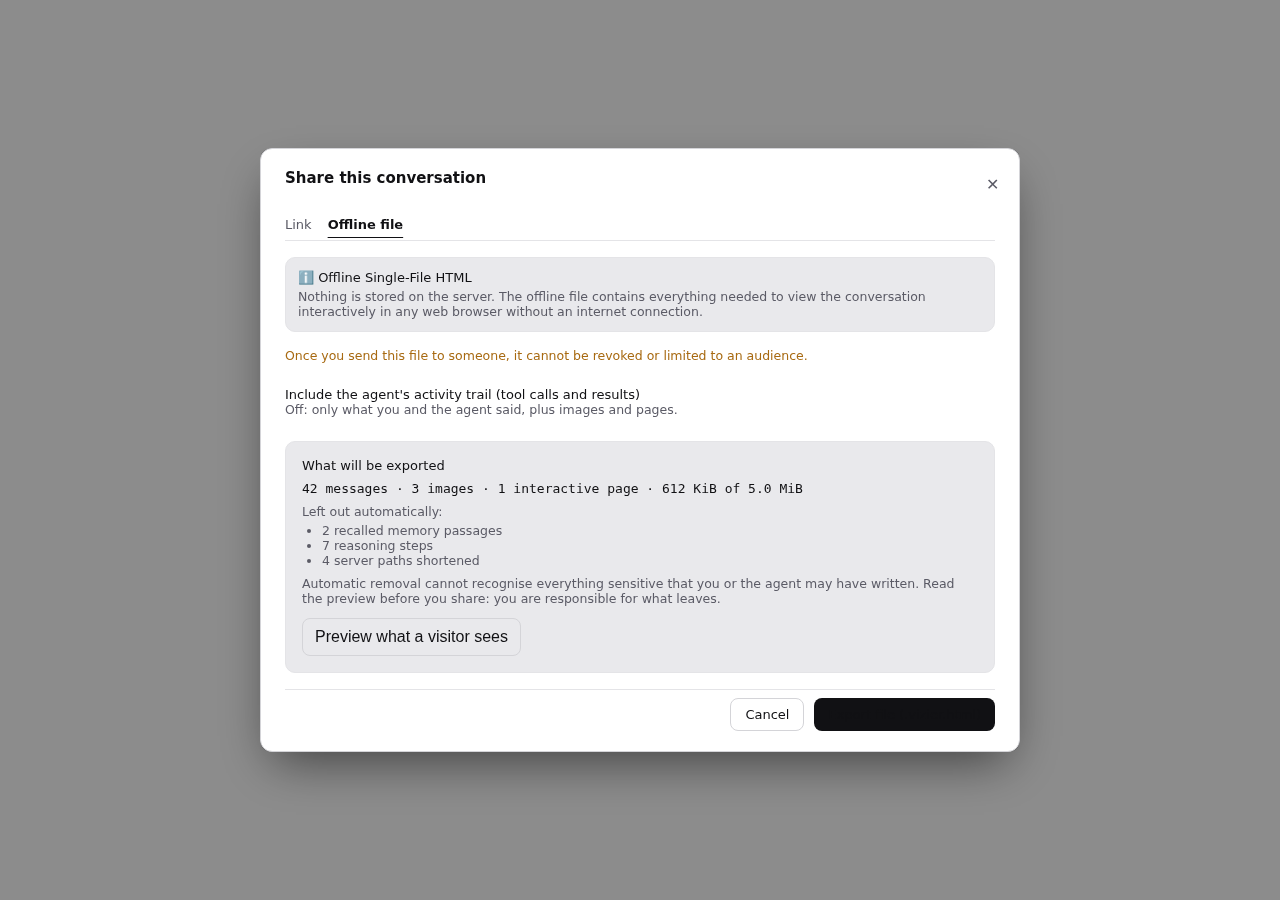 Share this conversation
✕
Link Offline file
ℹ️ Offline Single-File HTML
Nothing is stored on the server. The offline file contains everything needed to view the conversation
interactively in any web browser without an internet connection.
Once you send this file to someone, it cannot be revoked or limited to an audience.
Include the agent's activity trail (tool calls and results)
Off: only what you and the agent said, plus images and pages.
What will be exported
42 messages · 3 images · 1 interactive page · 612 KiB of 5.0 MiB
Left out automatically:
• 2 recalled memory passages
• 7 reasoning steps
• 4 server paths shortened
Automatic removal cannot recognise everything sensitive that you or the agent may have written. Read
the preview before you share: you are responsible for what leaves.
Preview what a visitor sees
Cancel